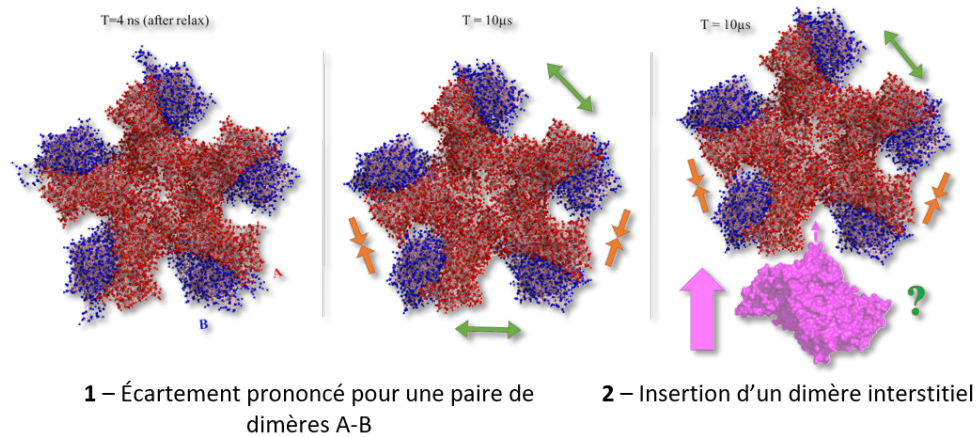 T=4 ns (after relax)
T = 10µs
T = 10µs
A
B
?
1 – Écartement prononcé pour une paire de
dimères A-B
2 – Insertion d’un dimère interstitiel